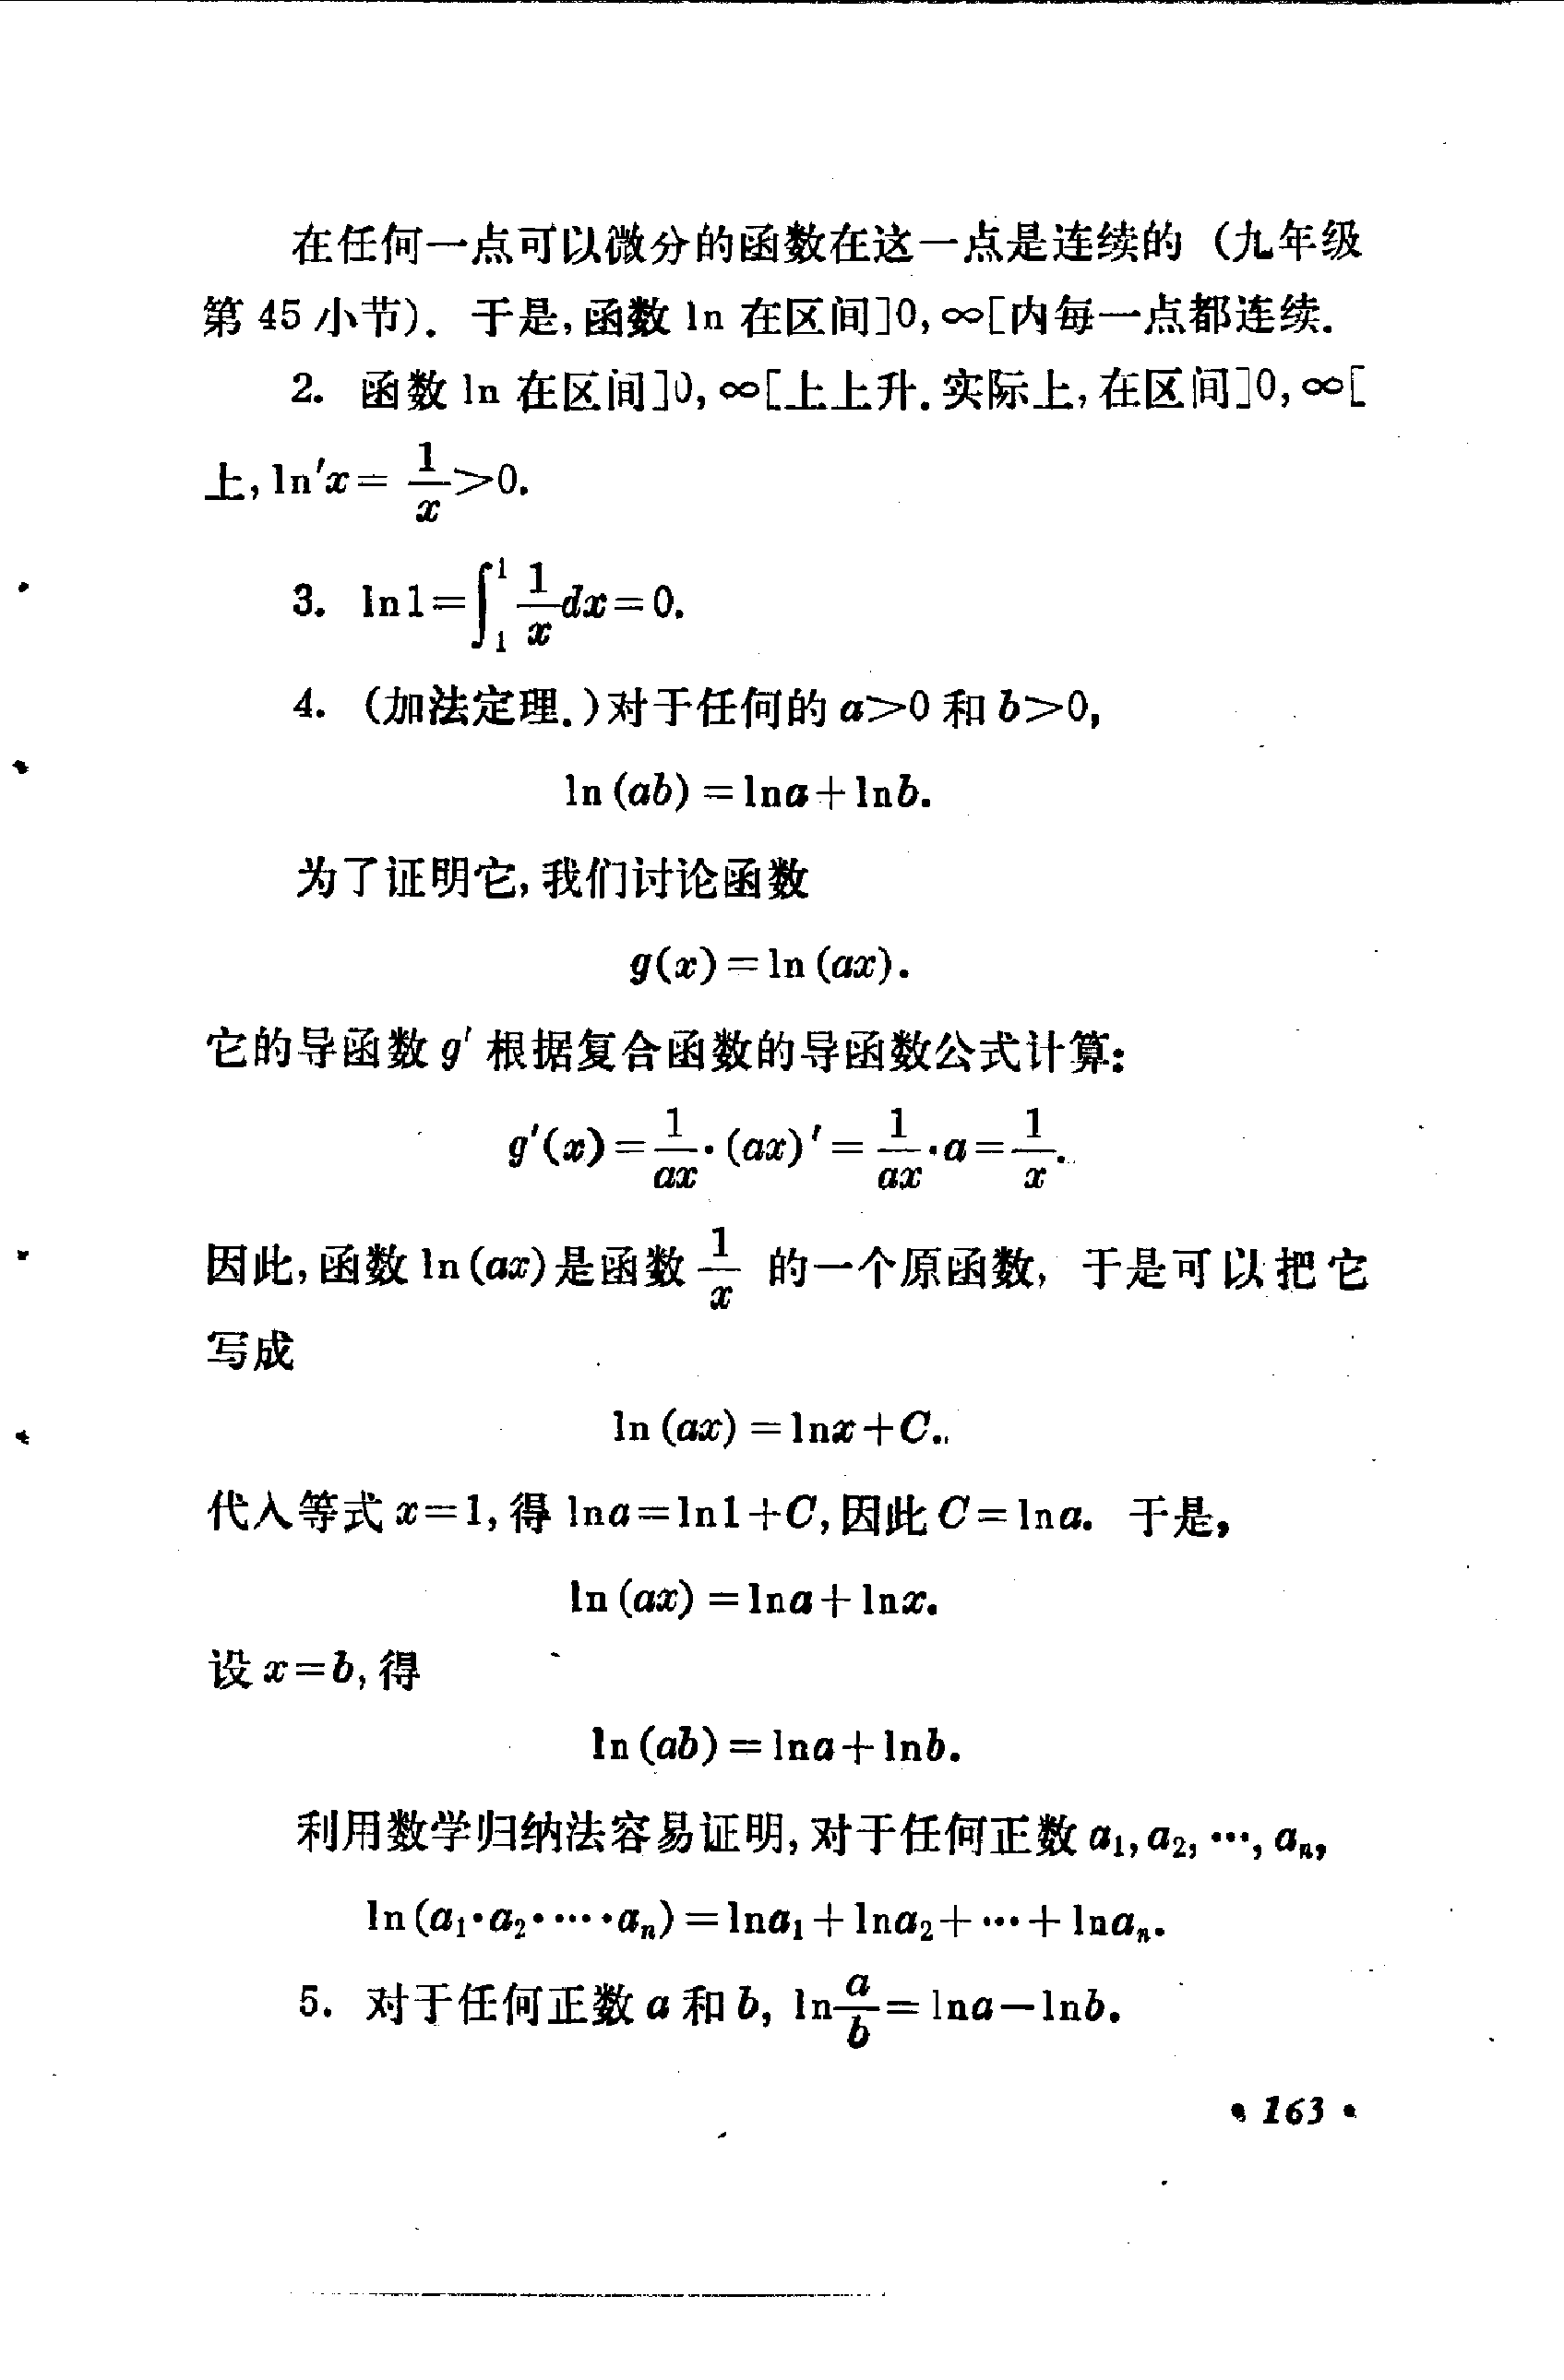 在任何一点可以微分的函数在这一点是连续的（九年级
第 45 小节）. 于是, 函数 ln 在区间]0, ∞[内每一点都连续.
2. 函数 ln 在区间]0, ∞[上上升. 实际上, 在区间]0, ∞[
上, ln′x = 1/x > 0.
3. ln1 = ∫₁¹ 1/x dx = 0.
4. (加法定理.) 对于任何的 a>0 和 b>0,
ln (ab) = lna + lnb.
为了证明它, 我们讨论函数
g(x) = ln (ax).
它的导函数 g′ 根据复合函数的导函数公式计算:
g′(x) = 1/ax · (ax)′ = 1/ax · a = 1/x.
因此, 函数 ln (ax) 是函数 1/x 的一个原函数, 于是可以把它
写成
ln (ax) = lnx + C.
代入等式 x=1, 得 lna = ln1 + C, 因此 C = lna. 于是,
ln (ax) = lna + lnx.
设 x=b, 得
ln (ab) = lna + lnb.
利用数学归纳法容易证明, 对于任何正数 a₁, a₂, …, aₙ,
ln (a₁·a₂·…·aₙ) = lna₁ + lna₂ + … + lnaₙ.
5. 对于任何正数 a 和 b, ln a/b = lna − lnb.
• 163 •